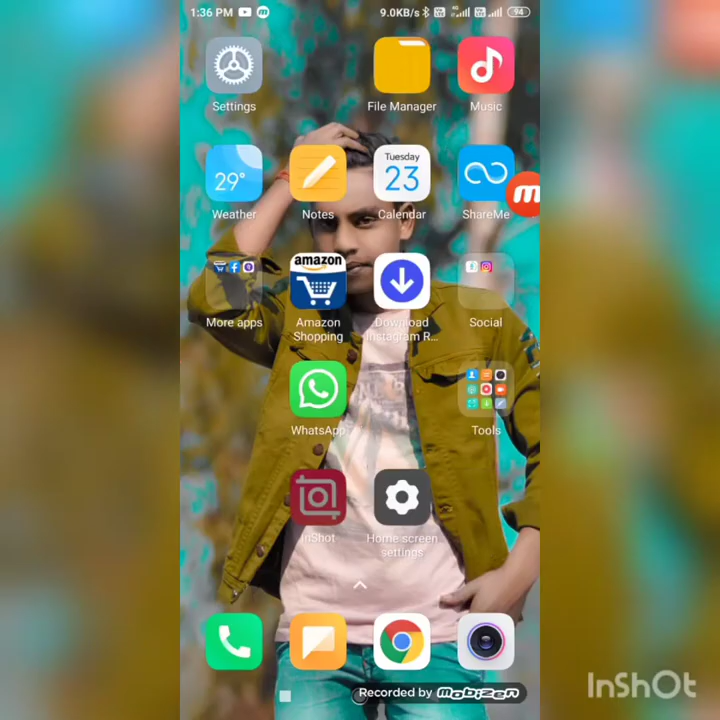 1:36 PM
9.0KB/s
4G
94
Settings
File Manager
Music
29°
Tuesday
23
Weather
Notes
Calendar
ShareMe
m
amazon
More apps
Amazon
Shopping
Download
Instagram R...
Social
WhatsApp
Tools
InShot
Home screen
settings
Recorded by mobizen
InShOt